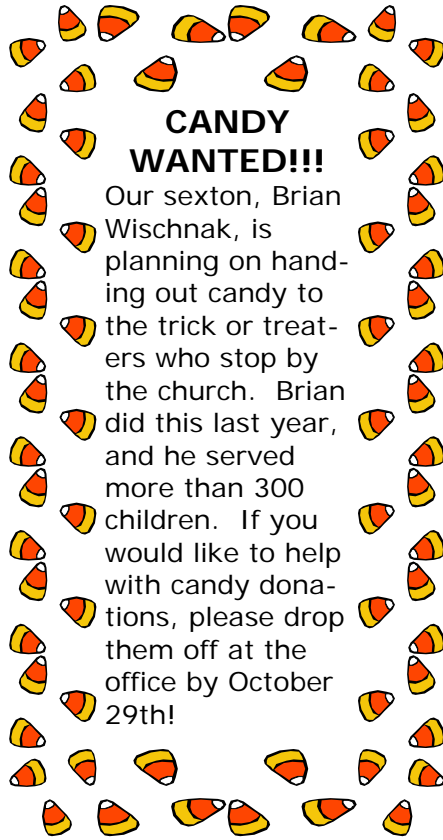 CANDY
WANTED!!!
Our sexton, Brian
Wischnak, is
planning on hand-
ing out candy to
the trick or treat-
ers who stop by
the church.  Brian
did this last year,
and he served
more than 300
children.  If you
would like to help
with candy dona-
tions, please drop
them off at the
office by October
29th!